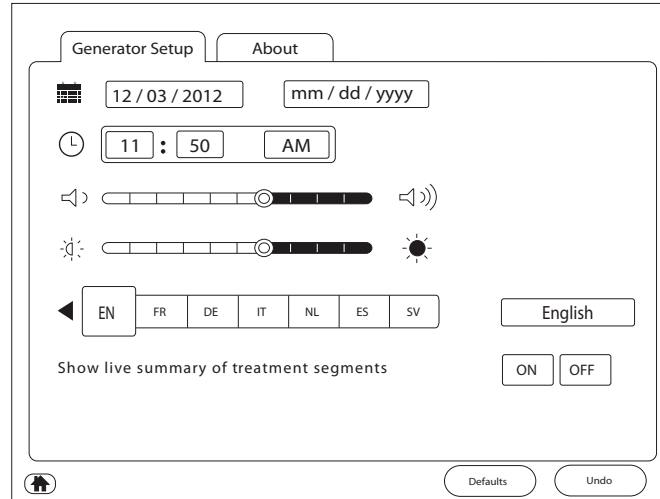 Generator Setup About
12 / 03 / 2012 mm / dd / yyyy
11 : 50 AM
EN FR DE IT NL ES SV English
Show live summary of treatment segments ON OFF
Defaults Undo